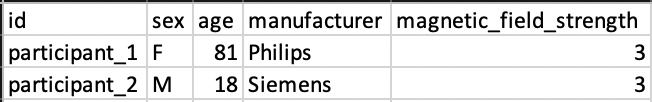 id sex age manufacturer magnetic_field_strength
participant_1 F 81 Philips 3
participant_2 M 18 Siemens 3